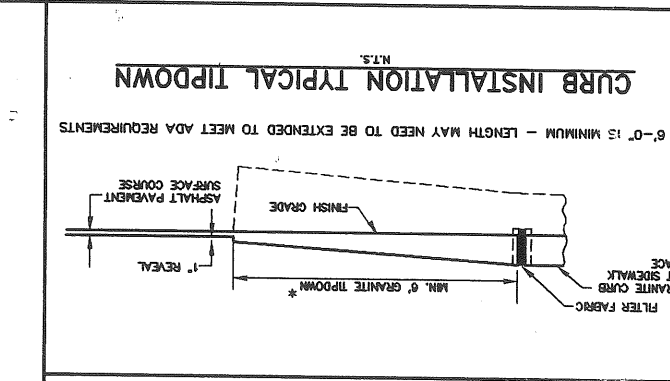 FILTER FABRIC
GRANITE CURB
SIDEWALK
MIN. 6' GRANITE TIPDOWN *
1" REVEAL
FINISH GRADE
ASPHALT PAVEMENT
SURFACE COURSE
6'-0" IS MINIMUM – LENGTH MAY NEED TO BE EXTENDED TO MEET ADA REQUIREMENTS
CURB INSTALLATION TYPICAL TIPDOWN
N.T.S.